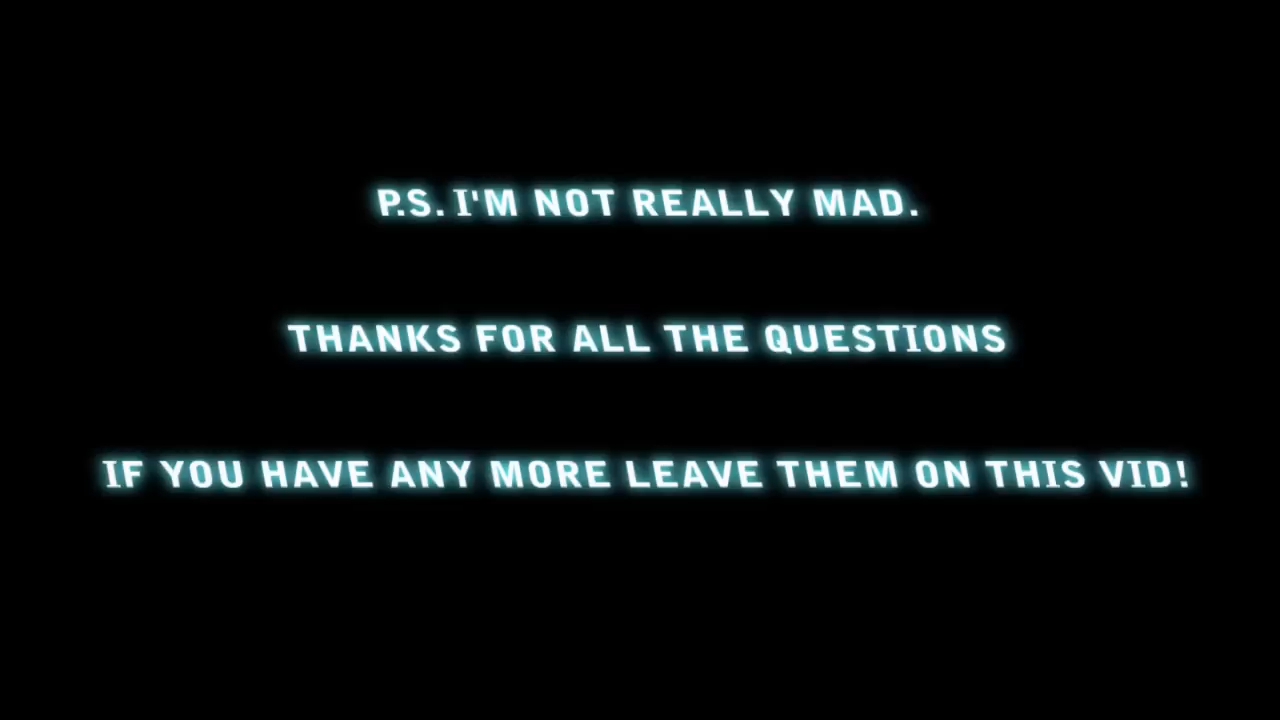 P.S. I'M NOT REALLY MAD.
THANKS FOR ALL THE QUESTIONS
IF YOU HAVE ANY MORE LEAVE THEM ON THIS VID!